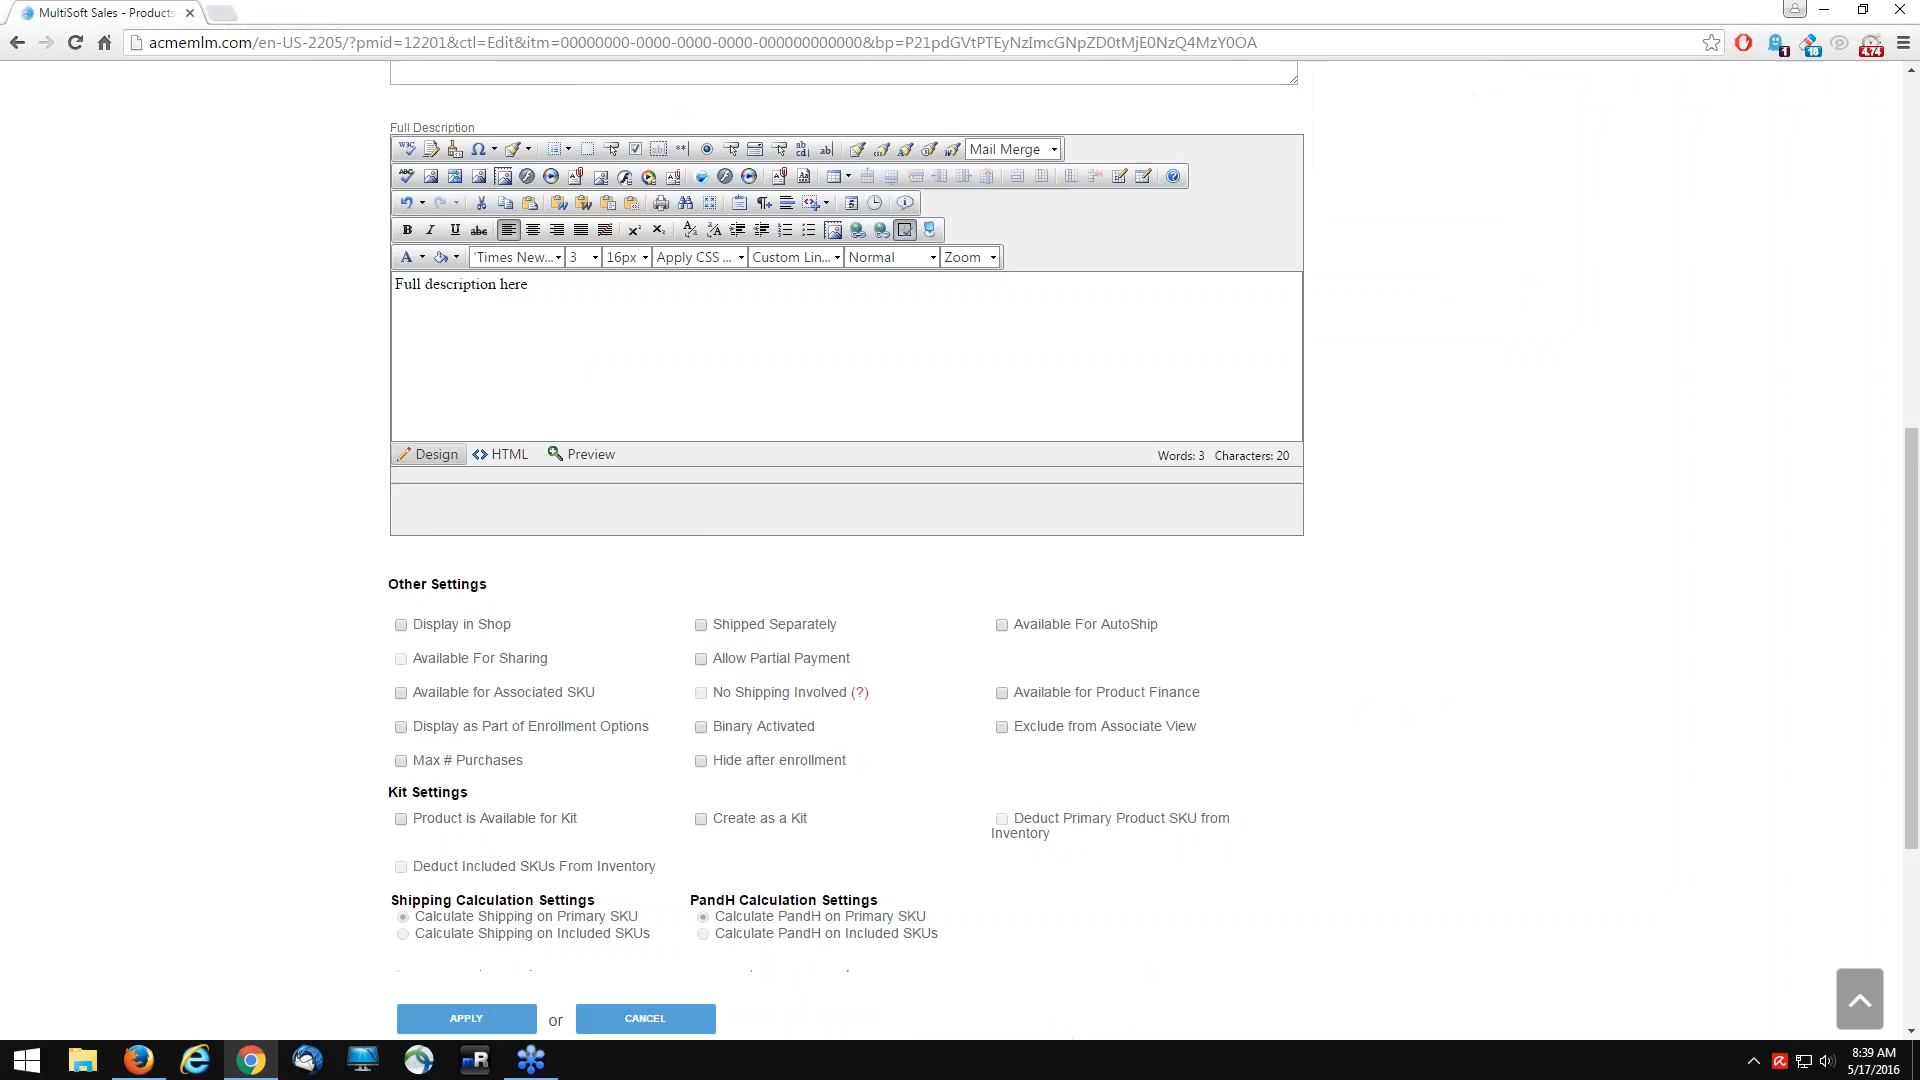 MultiSoft Sales - Products
acmemlm.com/en-US-2205/?pmid=12201&ctl=Edit&itm=00000000-0000-0000-0000-000000000000&bp=P21pdGVtPTEyNzImcGNpZD0tMjE0NzQ4MzY0OA
1
18
4.74
Full Description
Mail Merge
'Times New...
3
16px
Apply CSS ...
Custom Lin...
Normal
Zoom
Full description here
Design
HTML
Preview
Words: 3 Characters: 20
Other Settings
Display in Shop
Shipped Separately
Available For AutoShip
Available For Sharing
Allow Partial Payment
Available for Associated SKU
No Shipping Involved (?)
Available for Product Finance
Display as Part of Enrollment Options
Binary Activated
Exclude from Associate View
Max # Purchases
Hide after enrollment
Kit Settings
Product is Available for Kit
Create as a Kit
Deduct Primary Product SKU from
Inventory
Deduct Included SKUs From Inventory
Shipping Calculation Settings
PandH Calculation Settings
Calculate Shipping on Primary SKU
Calculate PandH on Primary SKU
Calculate Shipping on Included SKUs
Calculate PandH on Included SKUs
APPLY
or
CANCEL
mR
8:39 AM
5/17/2016